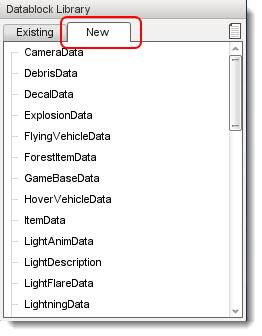 Datablock Library
Existing New
CameraData
DebrisData
DecalData
ExplosionData
FlyingVehicleData
ForestItemData
GameBaseData
HoverVehicleData
ItemData
LightAnimData
LightDescription
LightFlareData
LightningData